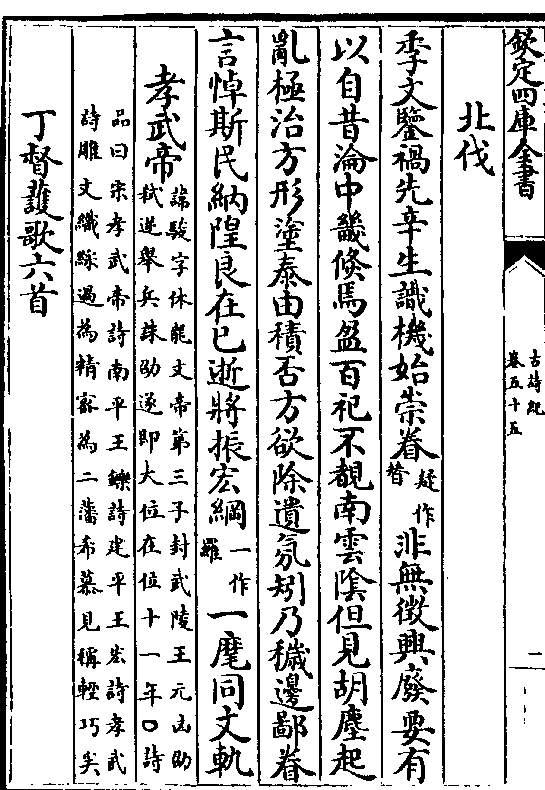 欽定四庫全書
古詩紀
卷五十五
二
北伐
季父鑒禍先辛生識機始崇眷疑作替非無徵興廢要有
以自昔淪中畿倏焉盈百祀不覩南雲陰但見胡塵起
亂極治方形塗泰由積否方欲除遺氛矧乃穢邊鄙眷
言悼斯民納隍良在已逝將振宏綱一作羅一麾同文軌
孝武帝諱駿字休龍文帝第三子封武陵王元凶劭
弑逆舉兵誅劭遂即大位在位十一年○詩
品曰宋孝武帝詩南平王鑠詩建平王宏詩孝武
詩雕文織綵過為精密為二藩希慕見稱輕巧矣
丁督護歌六首